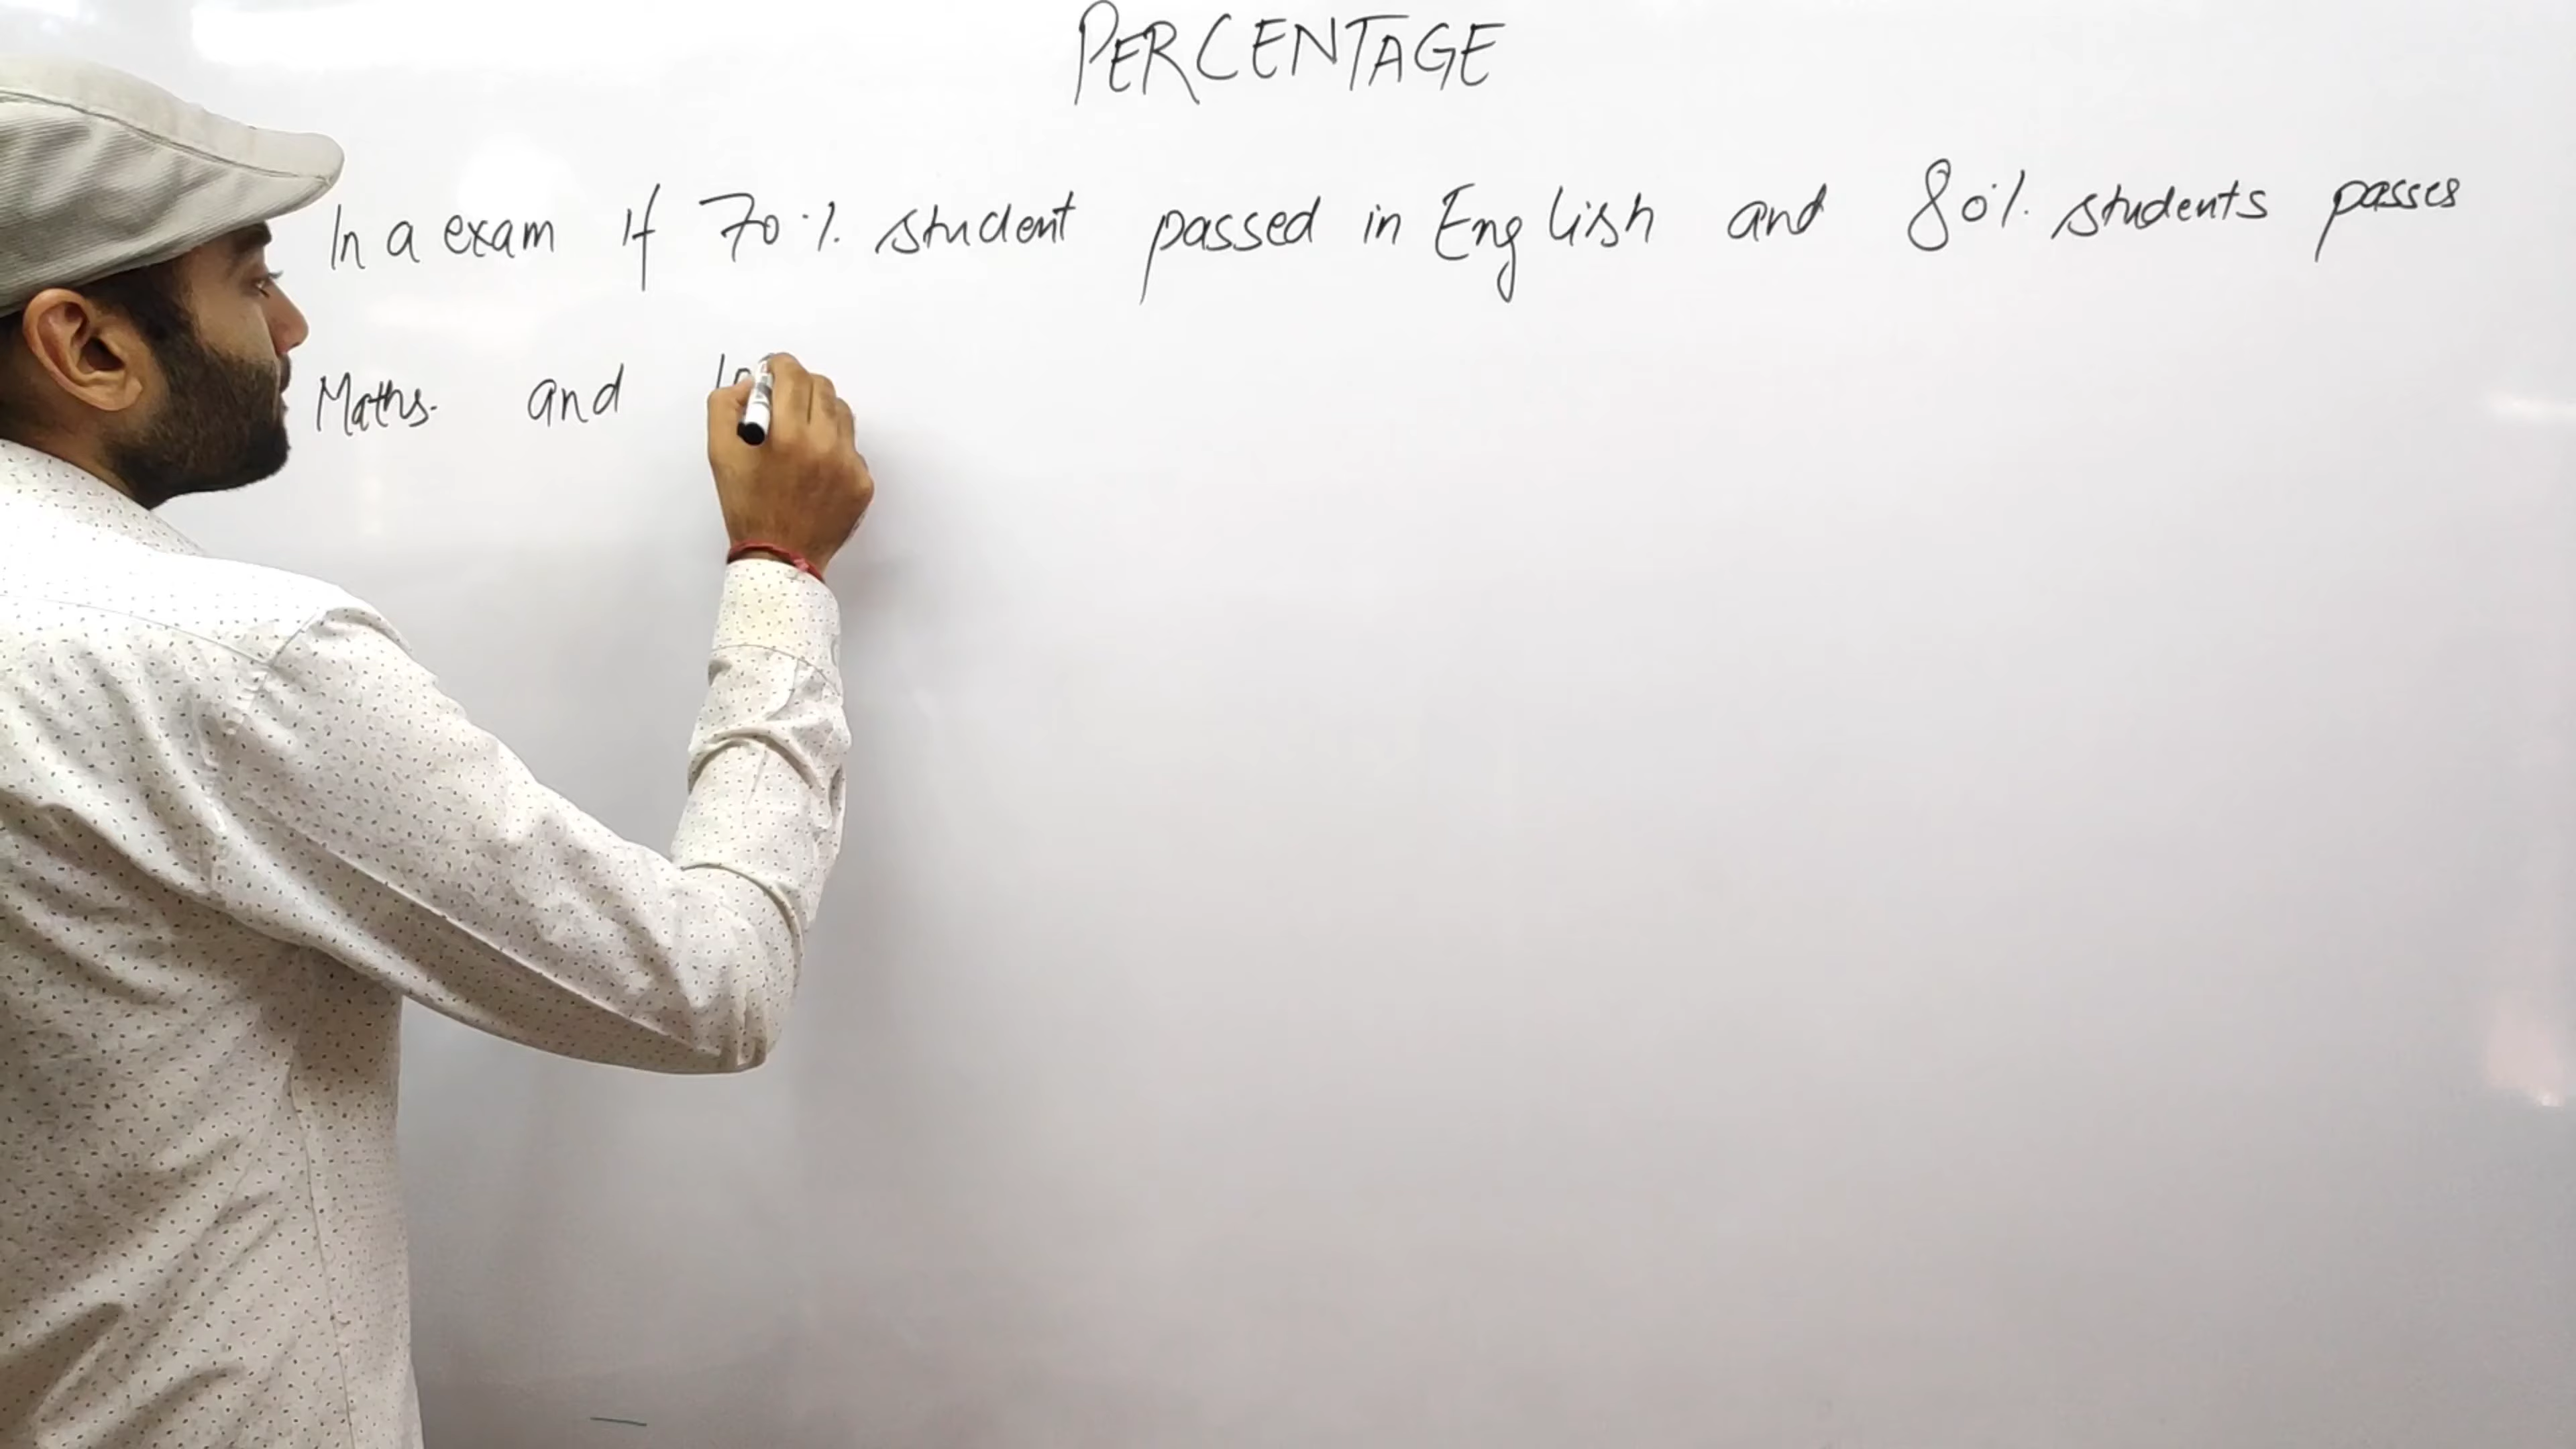 PERCENTAGE
In a exam If 70% student passed in English and 80% students passes
Maths. and